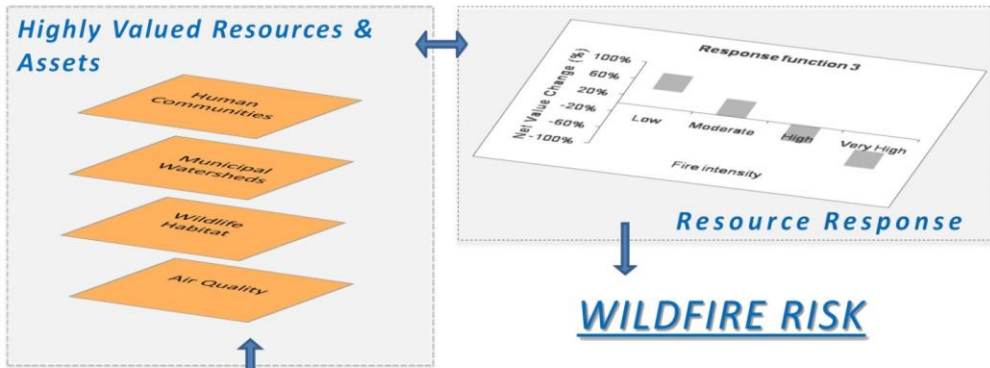 Highly Valued Resources &
Assets
Human
Communities
Municipal
Watersheds
Wildlife
Habitat
Air Quality
Response function 3
Net Value Change (%)
100%
60%
20%
-20%
-60%
-100%
Low Moderate High Very High
Fire intensity
Resource Response
WILDFIRE RISK